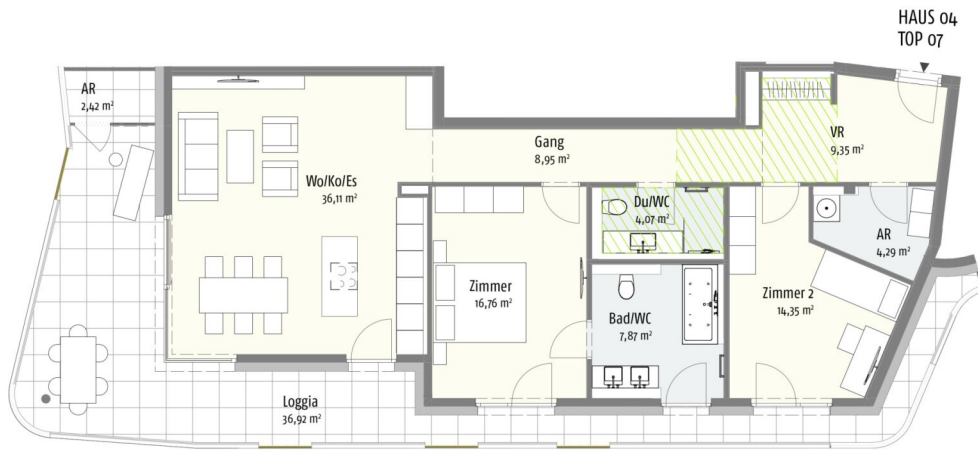 HAUS 04
TOP 07
AR
2,42 m²
Wo/Ko/Es
36,11 m²
Gang
8,95 m²
VR
9,35 m²
Du/WC
4,07 m²
AR
4,29 m²
Zimmer
16,76 m²
Bad/WC
7,87 m²
Zimmer 2
14,35 m²
Loggia
36,92 m²